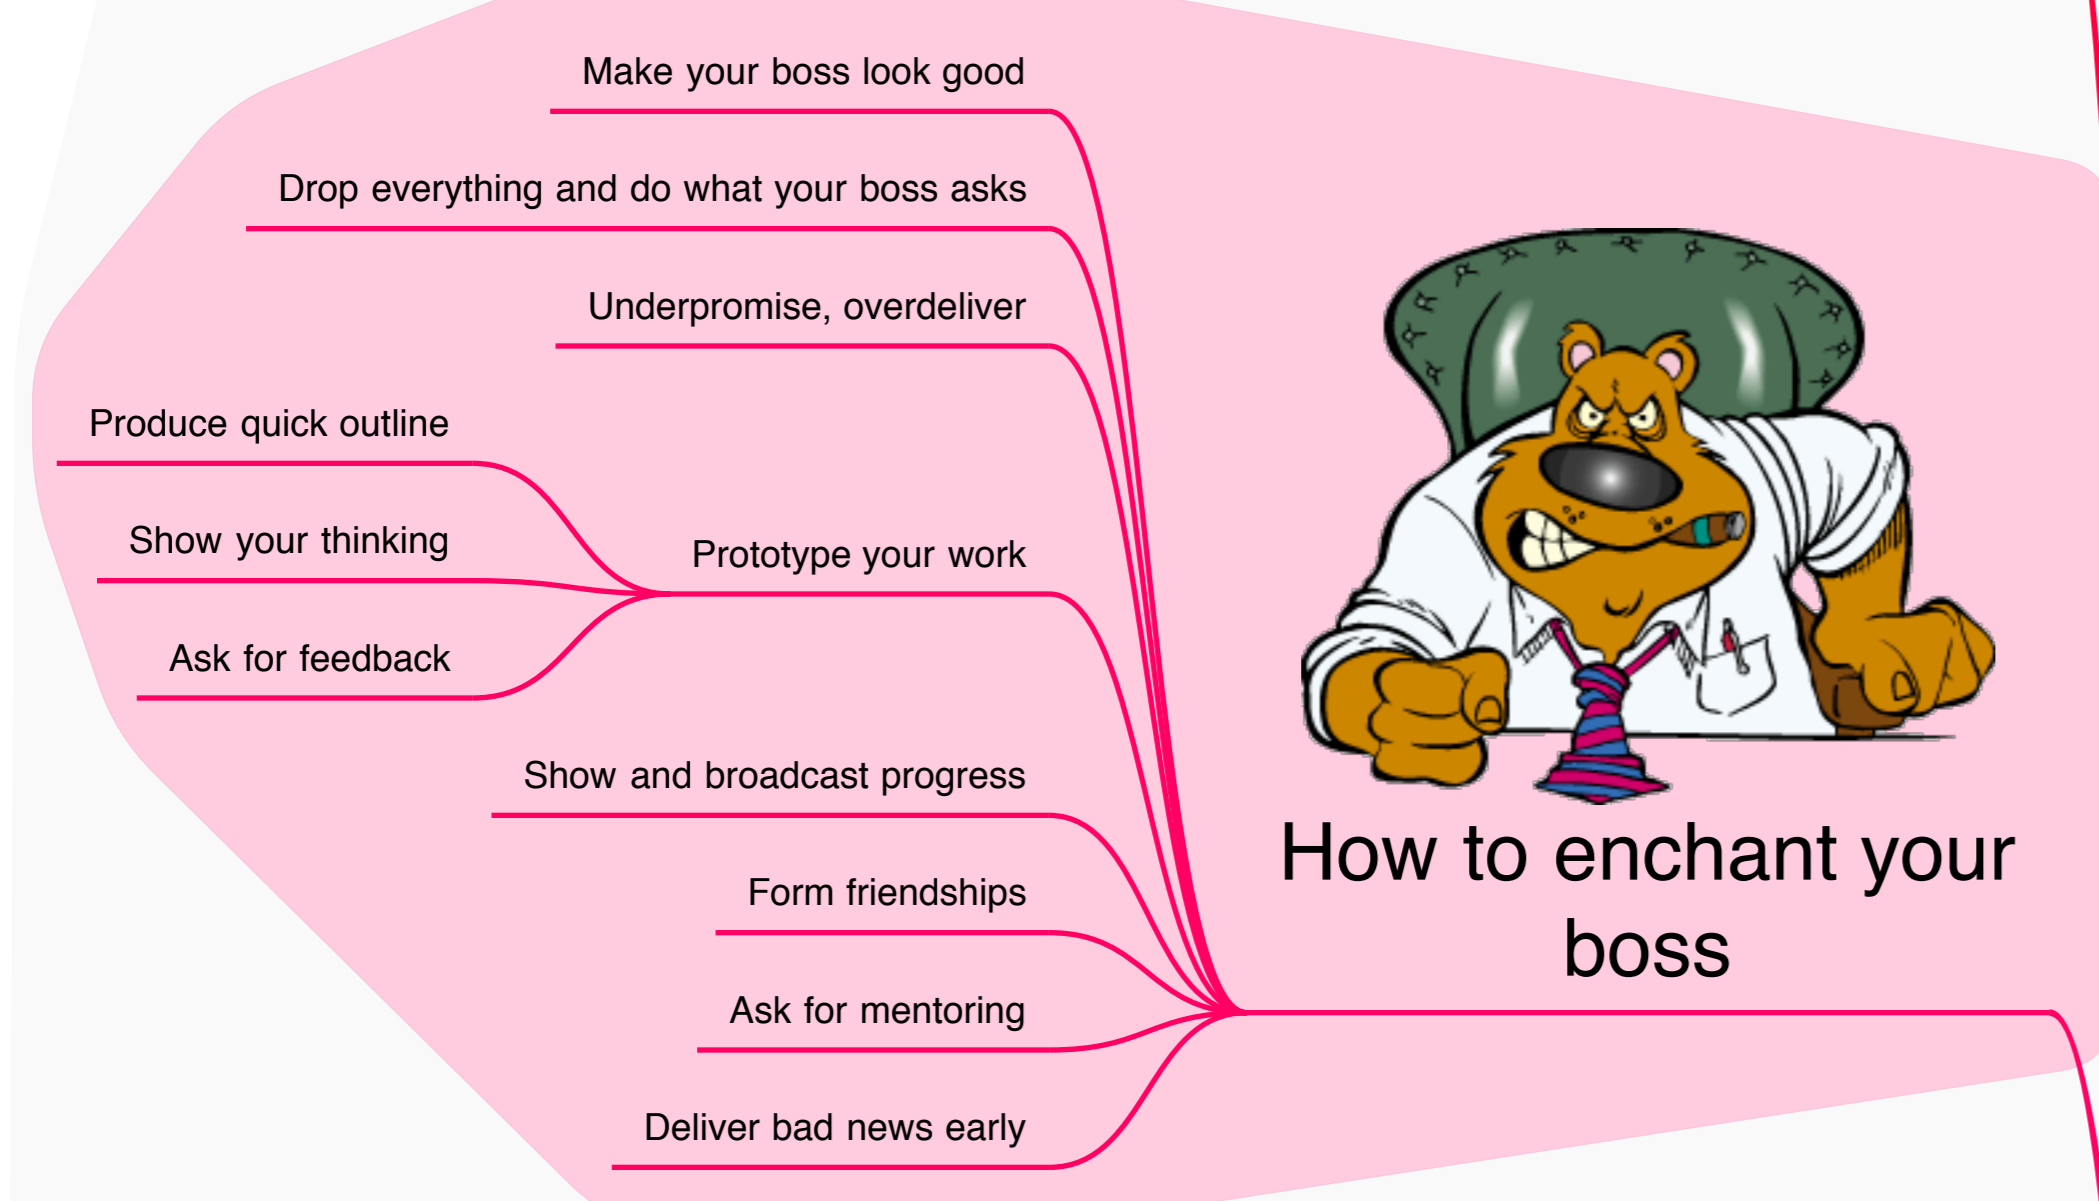 Make your boss look good
Drop everything and do what your boss asks
Underpromise, overdeliver
Produce quick outline
Show your thinking
Prototype your work
Ask for feedback
Show and broadcast progress
How to enchant your
boss
Form friendships
Ask for mentoring
Deliver bad news early